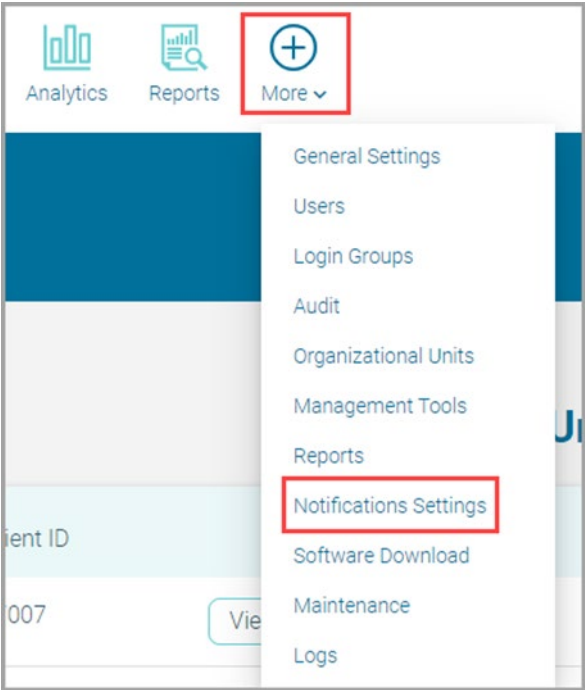 Analytics
Reports
More
General Settings
Users
Login Groups
Audit
Organizational Units
Management Tools
Reports
Notifications Settings
ient ID
Software Download
007
Vie
Maintenance
Logs